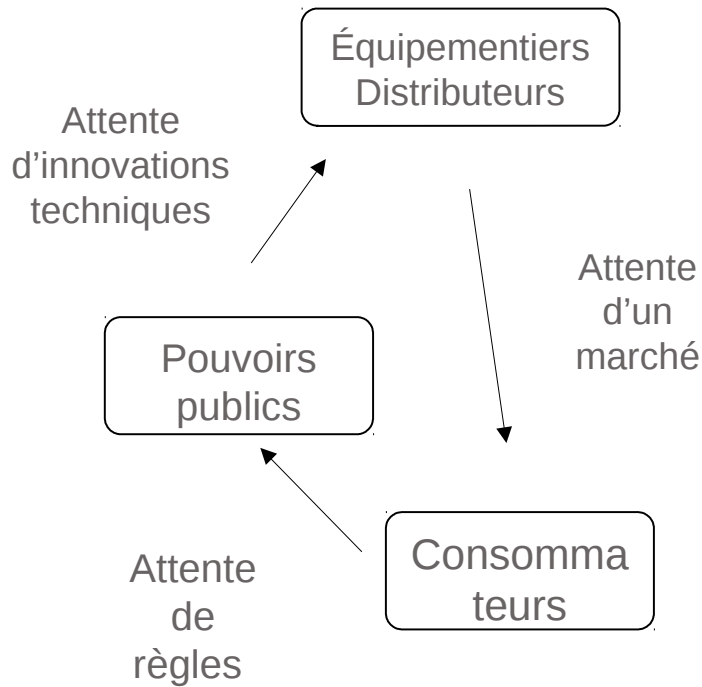 Équipementiers
Distributeurs
Attente
d’innovations
techniques
Attente
d’un
marché
Pouvoirs
publics
Consomma
teurs
Attente
de
règles